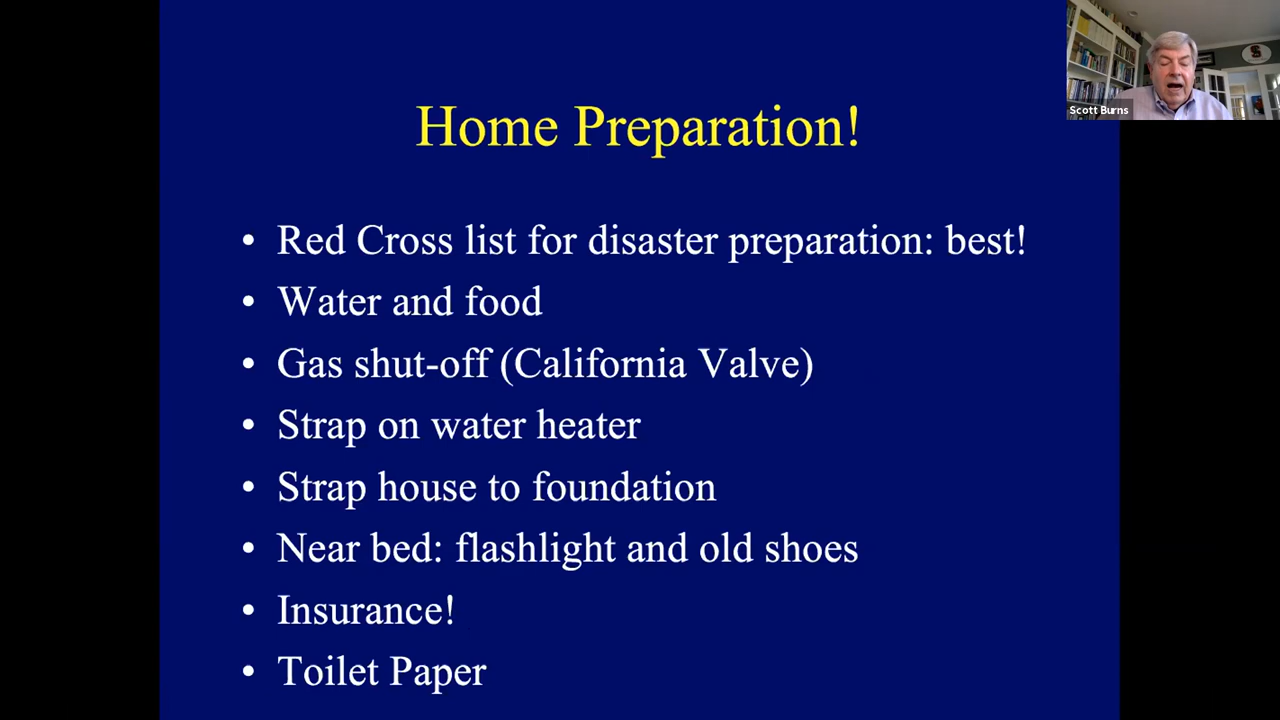 Scott Burns
Home Preparation!
• Red Cross list for disaster preparation: best!
• Water and food
• Gas shut-off (California Valve)
• Strap on water heater
• Strap house to foundation
• Near bed: flashlight and old shoes
• Insurance!
• Toilet Paper